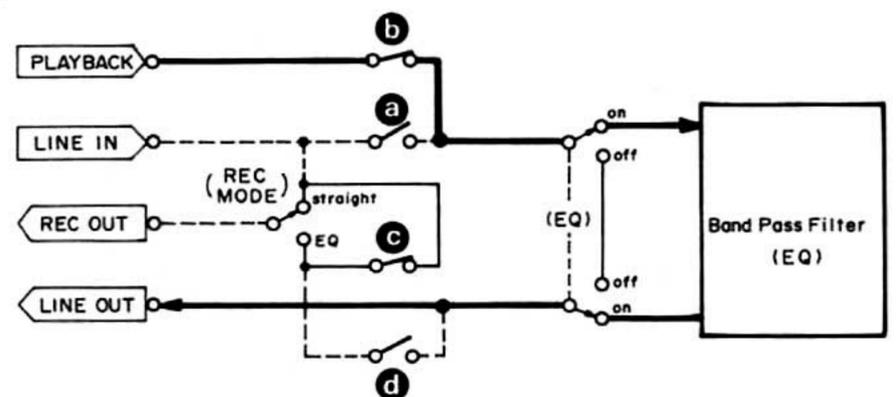 b
PLAYBACK
a
on
LINE IN
off
(REC MODE)
straight
REC OUT
(EQ)
Band Pass Filter
(EQ)
EQ
c
off
LINE OUT
on
d